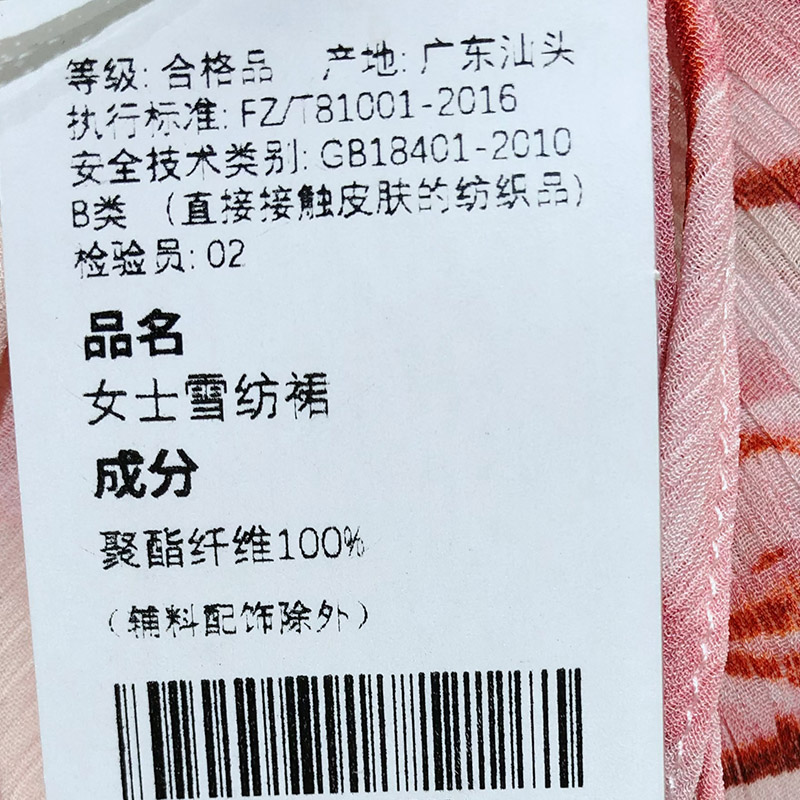 等级: 合格品 产地: 广东汕头
执行标准: FZ/T81001-2016
安全技术类别: GB18401-2010
B类 (直接接触皮肤的纺织品)
检验员: 02
品名
女士雪纺裙
成分
聚酯纤维100%
(辅料配饰除外)